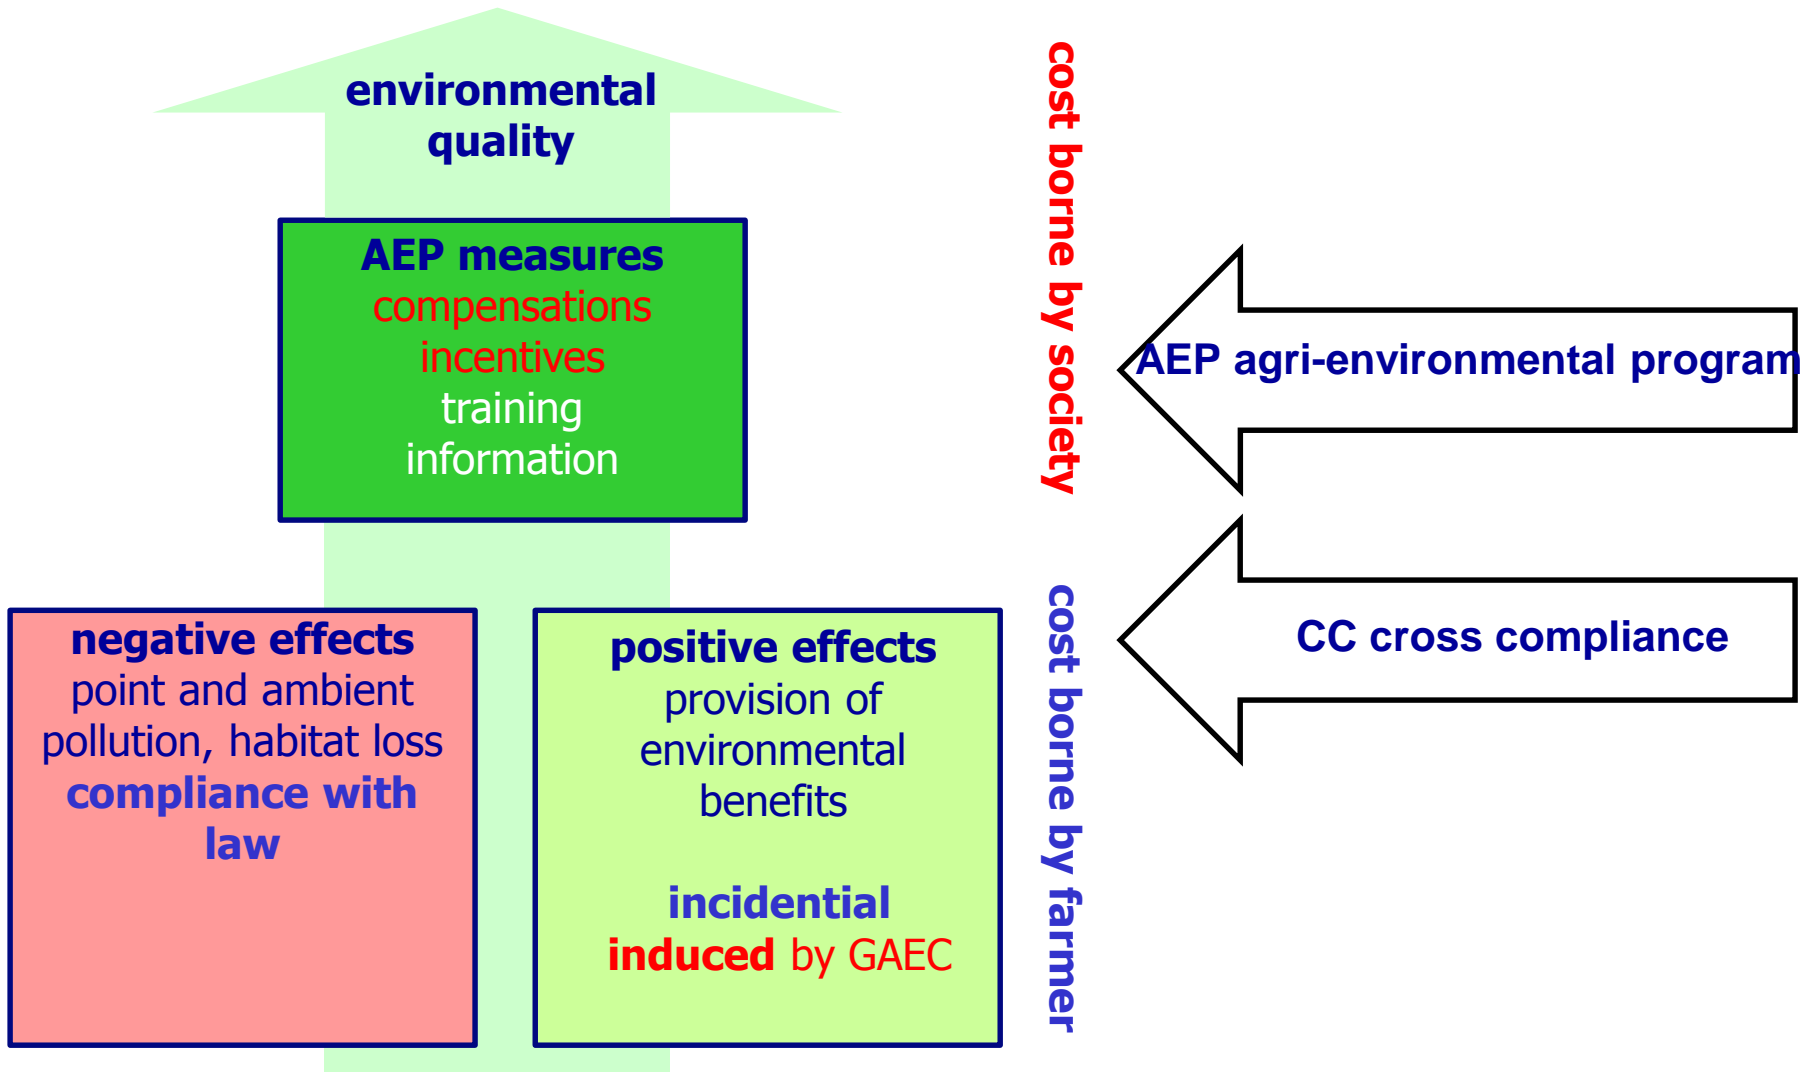 environmental
quality
AEP measures
compensations
incentives
training
information
negative effects
point and ambient
pollution, habitat loss
compliance with
law
positive effects
provision of
environmental
benefits
incidential
induced by GAEC
cost borne by society
cost borne by farmer
AEP agri-environmental program
CC cross compliance